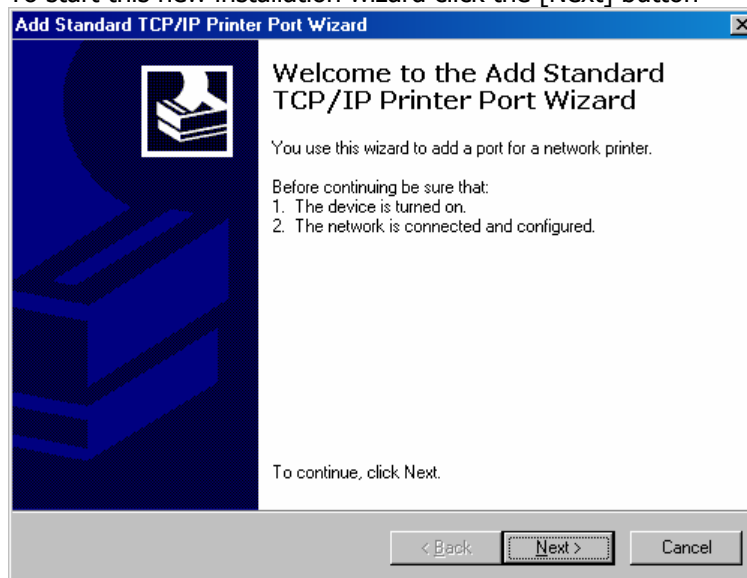 To start this new installation wizard click the [Next] button
Add Standard TCP/IP Printer Port Wizard
Welcome to the Add Standard
TCP/IP Printer Port Wizard
You use this wizard to add a port for a network printer.
Before continuing be sure that:
1. The device is turned on.
2. The network is connected and configured.
To continue, click Next.
< Back Next > Cancel